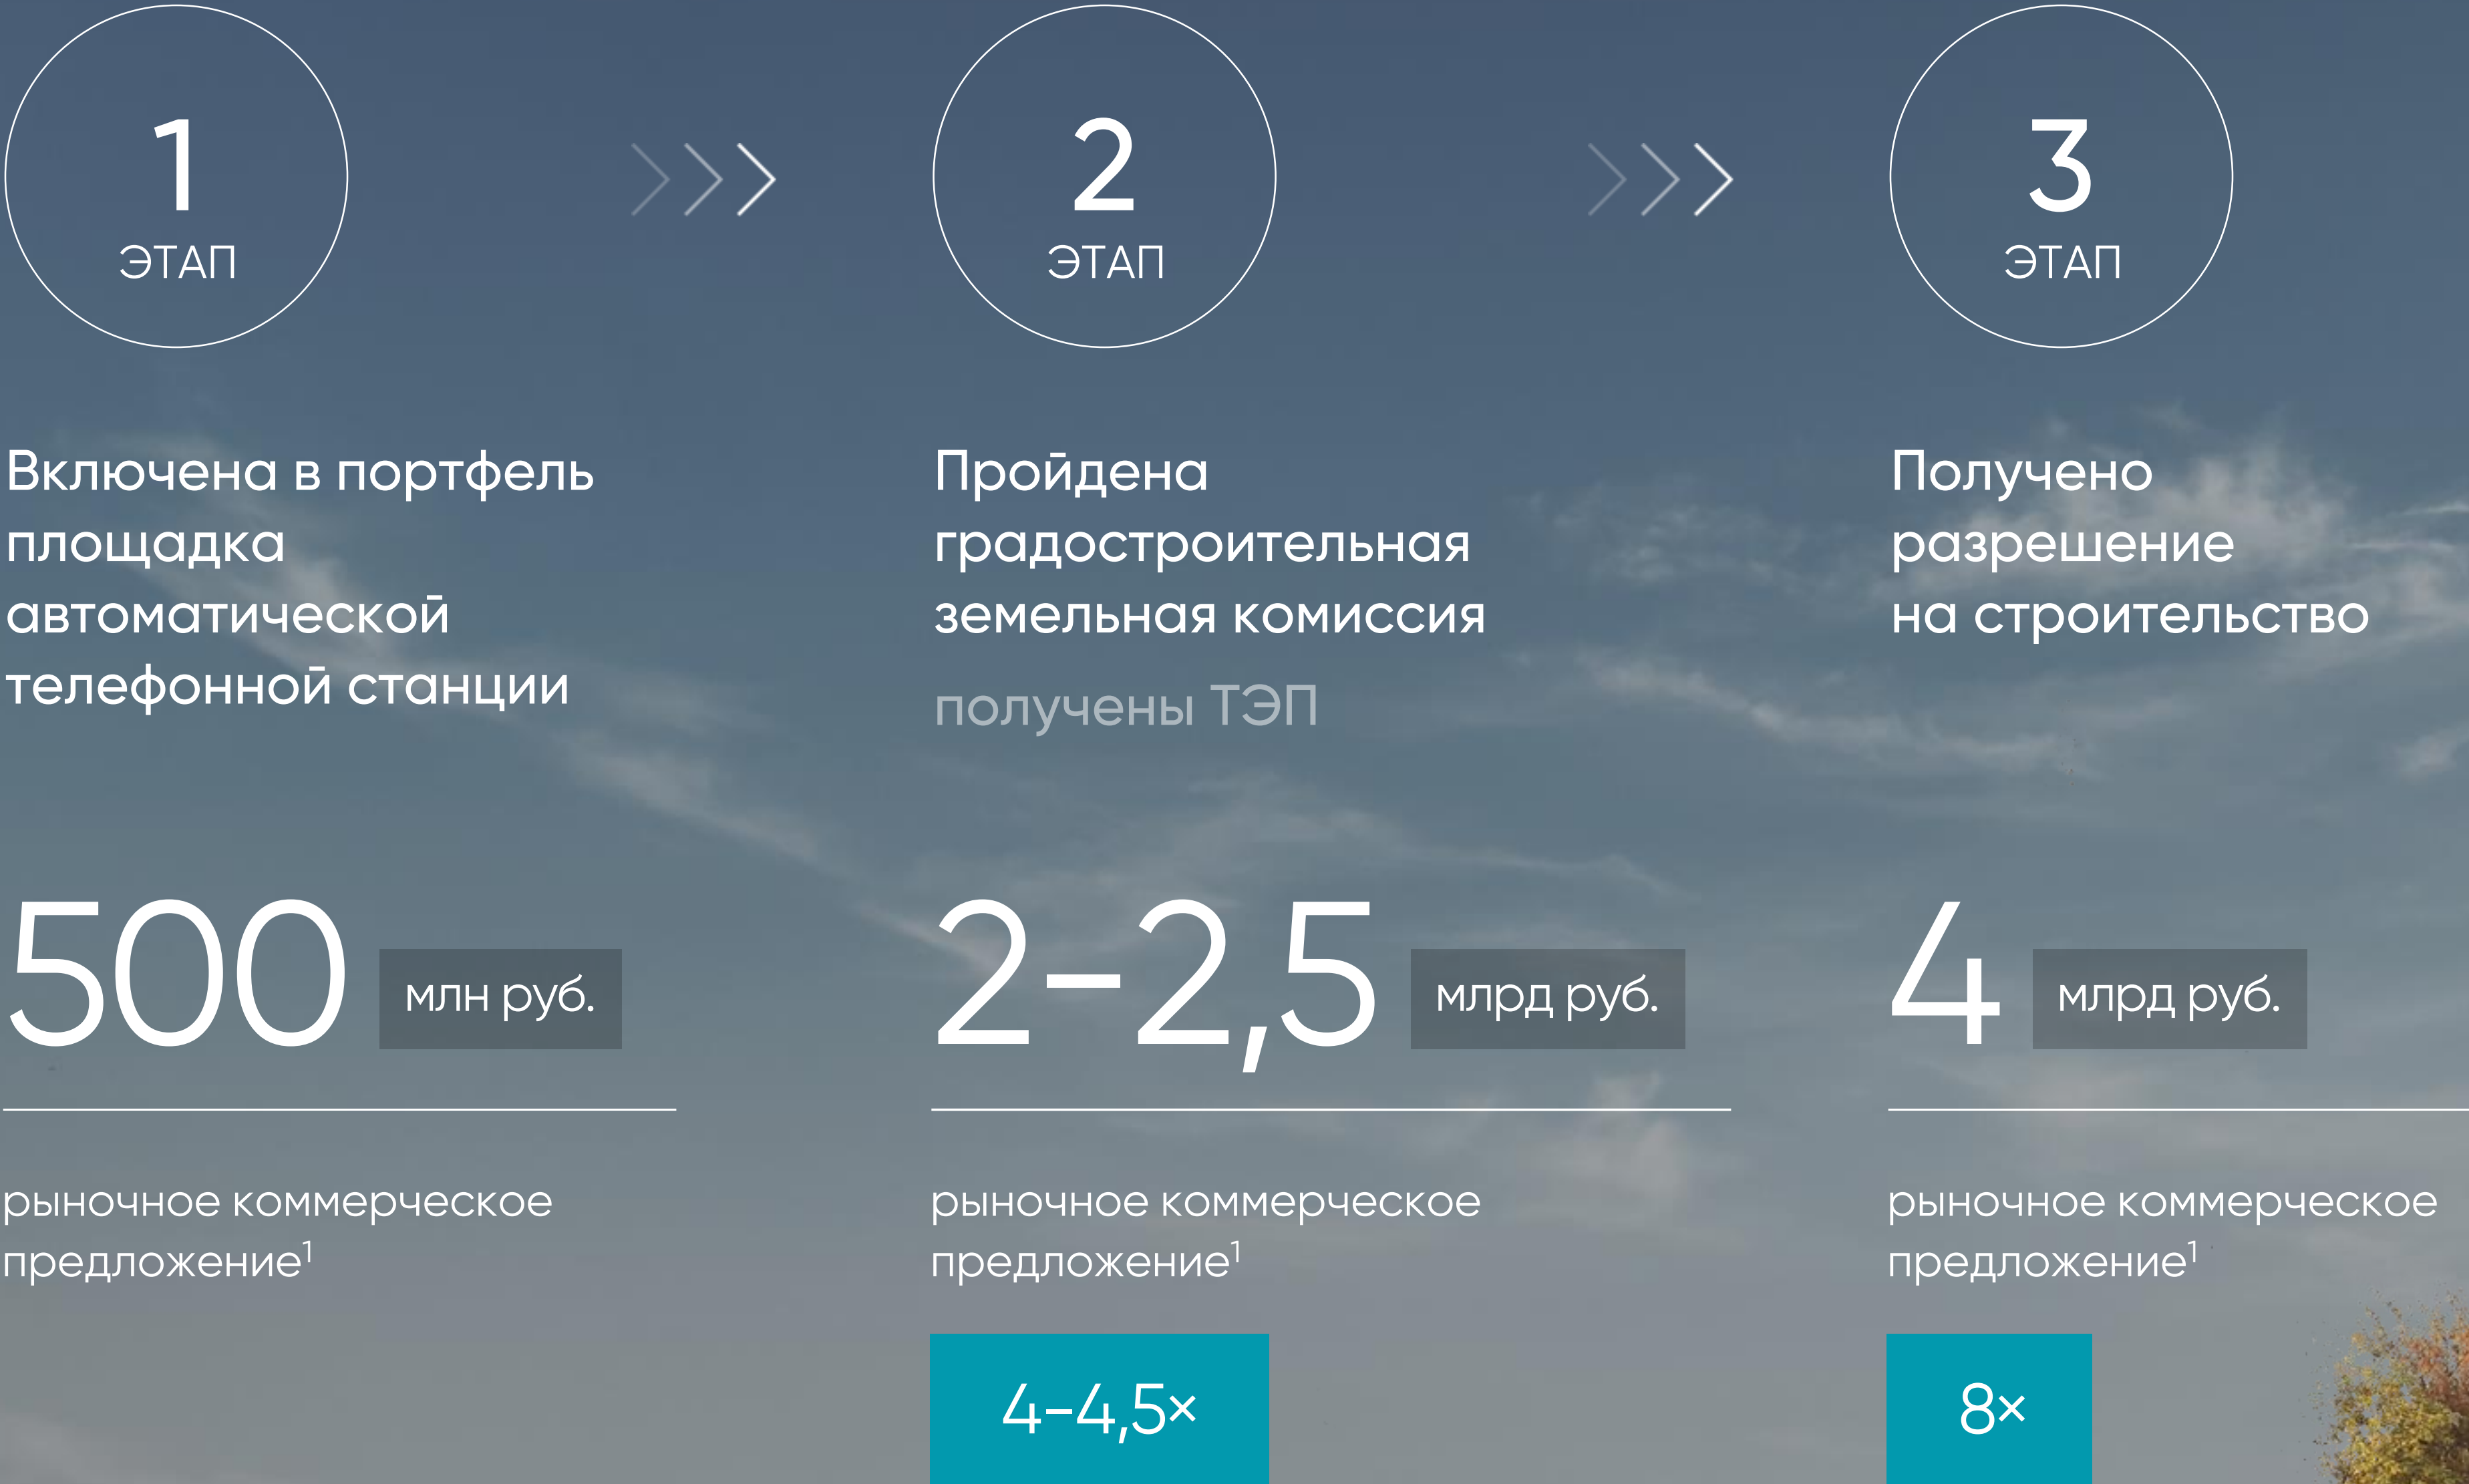 1
ЭТАП
2
ЭТАП
3
ЭТАП
Включена в портфель
площадка
автоматической
телефонной станции
Пройдена
градостроительная
земельная комиссия
получены ТЭП
Получено
разрешение
на строительство
500 млн руб.
2-2,5 млрд руб.
4 млрд руб.
рыночное коммерческое
предложение¹
рыночное коммерческое
предложение¹
рыночное коммерческое
предложение¹
4-4,5×
8×